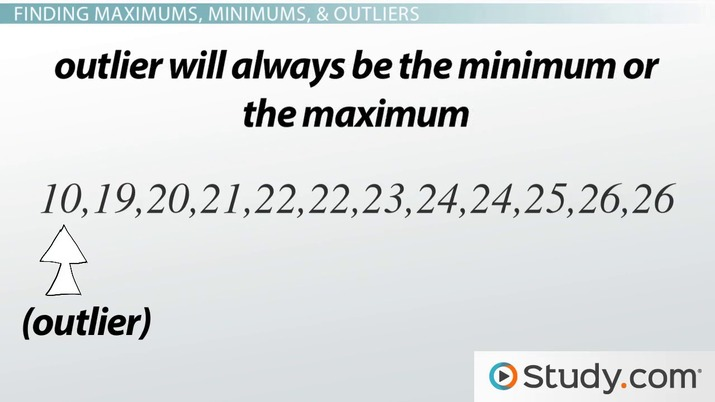 FINDING MAXIMUMS, MINIMUMS, & OUTLIERS
outlier will always be the minimum or
the maximum
10,19,20,21,22,22,23,24,24,25,26,26
(outlier)
Study.com